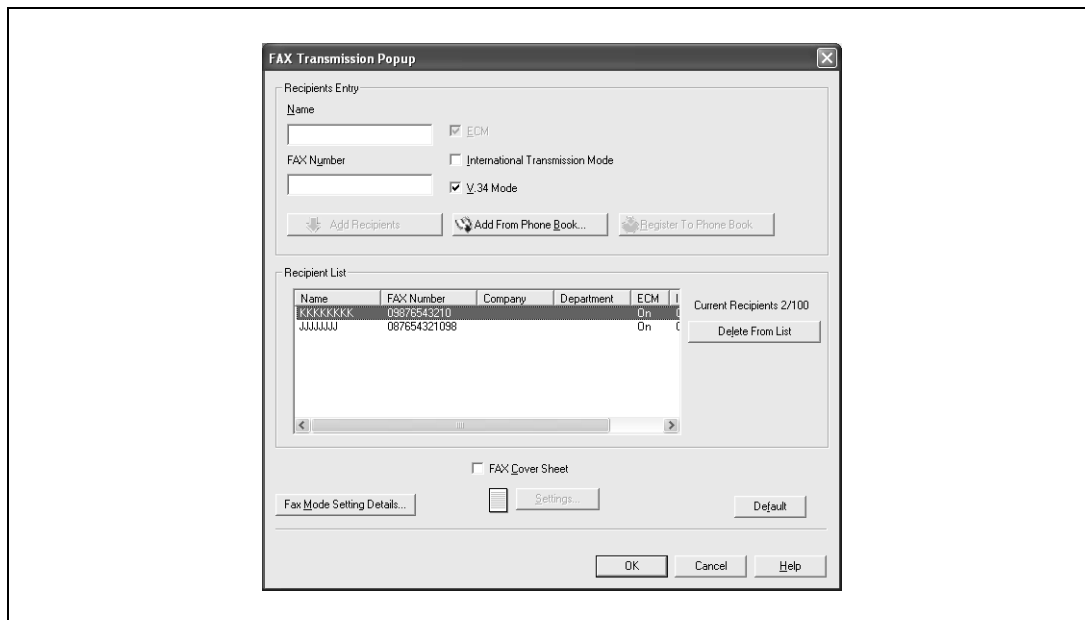 FAX Transmission Popup
Recipients Entry
Name
ECM
FAX Number
International Transmission Mode
V.34 Mode
Add Recipients
Add From Phone Book...
Register To Phone Book
Recipient List
Name FAX Number Company Department ECM
KKKKKKKK 09876543210 On
JJJJJJJJ 087654321098 On
Current Recipients 2/100
Delete From List
FAX Cover Sheet
Fax Mode Setting Details...
Settings...
Default
OK Cancel Help